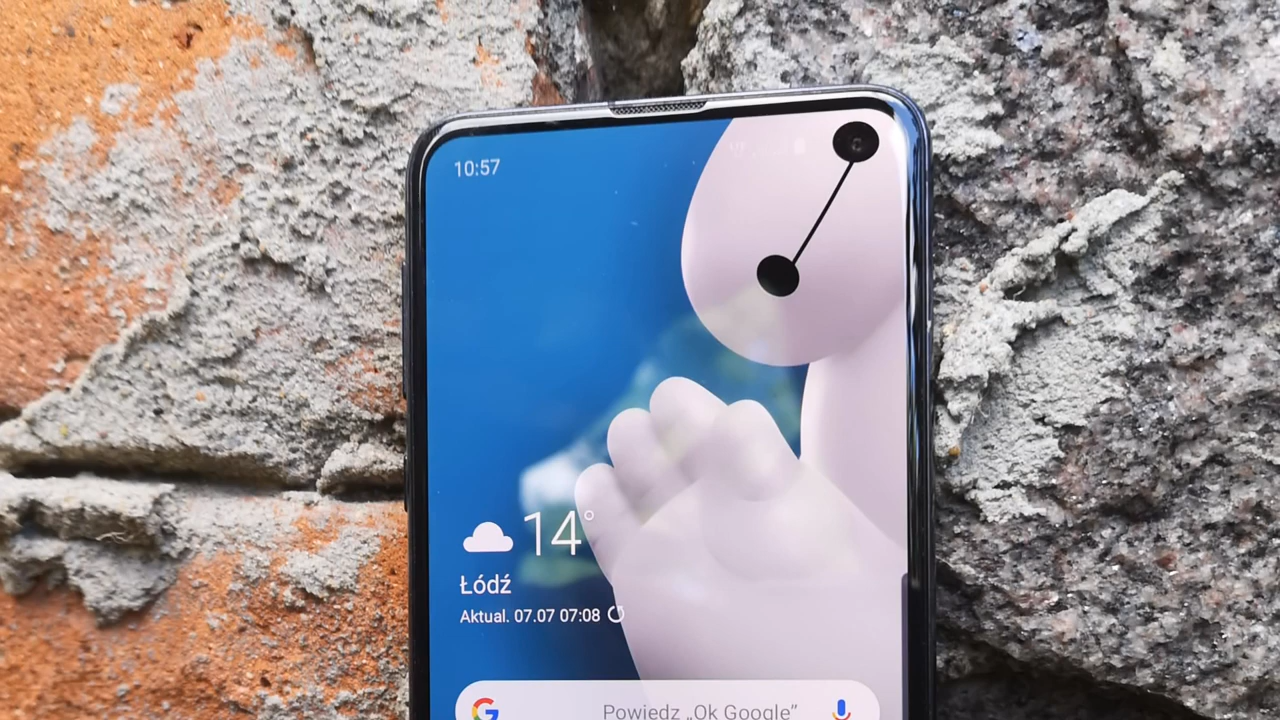 10:57
14°
Łódź
Aktual. 07.07 07:08
G
Powiedz „Ok Google”